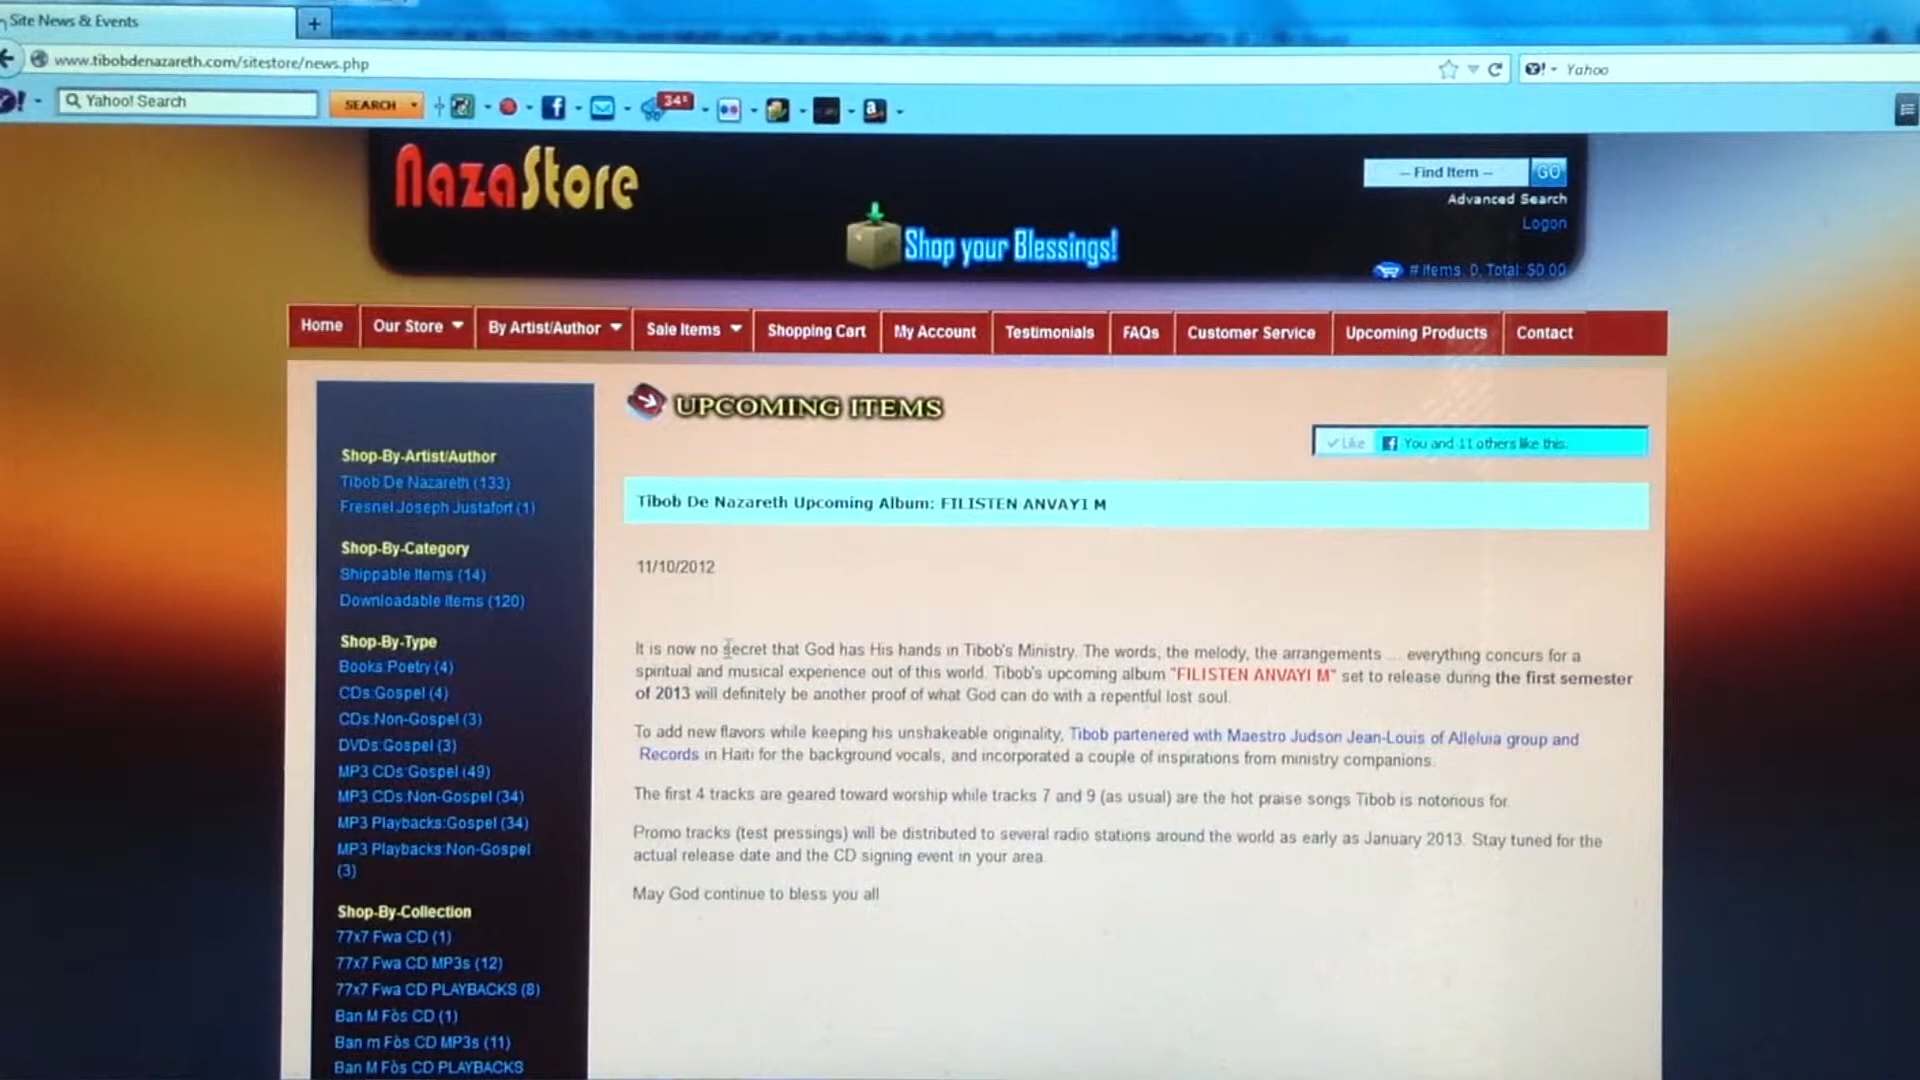 Site News & Events
www.tibobdenazareth.com/sitestore/news.php
Yahoo
Yahoo! Search
SEARCH
34°
NazaStore
Shop your Blessings!
-- Find Item --
GO
Advanced Search
Logon
# Items: 0, Total: $0.00
Home Our Store By Artist/Author Sale Items Shopping Cart My Account Testimonials FAQs Customer Service Upcoming Products Contact
UPCOMING ITEMS
Like
You and 11 others like this.
Shop-By-Artist/Author
Tibob De Nazareth (133)
Fresnel Joseph Justafort (1)
Shop-By-Category
Shippable Items (14)
Downloadable Items (120)
Shop-By-Type
Books:Poetry (4)
CDs:Gospel (4)
CDs:Non-Gospel (3)
DVDs:Gospel (3)
MP3 CDs:Gospel (49)
MP3 CDs:Non-Gospel (34)
MP3 Playbacks:Gospel (34)
MP3 Playbacks:Non-Gospel
(3)
Shop-By-Collection
77x7 Fwa CD (1)
77x7 Fwa CD MP3s (12)
77x7 Fwa CD PLAYBACKS (8)
Ban M Fòs CD (1)
Ban m Fòs CD MP3s (11)
Ban M Fòs CD PLAYBACKS
Tibob De Nazareth Upcoming Album: FILISTEN ANVAYI M
11/10/2012
It is now no secret that God has His hands in Tibob's Ministry. The words, the melody, the arrangements ... everything concurs for a
spiritual and musical experience out of this world. Tibob's upcoming album "FILISTEN ANVAYI M" set to release during the first semester
of 2013 will definitely be another proof of what God can do with a repentful lost soul.
To add new flavors while keeping his unshakeable originality, Tibob partenered with Maestro Judson Jean-Louis of Alleluia group and
Records in Haiti for the background vocals, and incorporated a couple of inspirations from ministry companions.
The first 4 tracks are geared toward worship while tracks 7 and 9 (as usual) are the hot praise songs Tibob is notorious for.
Promo tracks (test pressings) will be distributed to several radio stations around the world as early as January 2013. Stay tuned for the
actual release date and the CD signing event in your area.
May God continue to bless you all